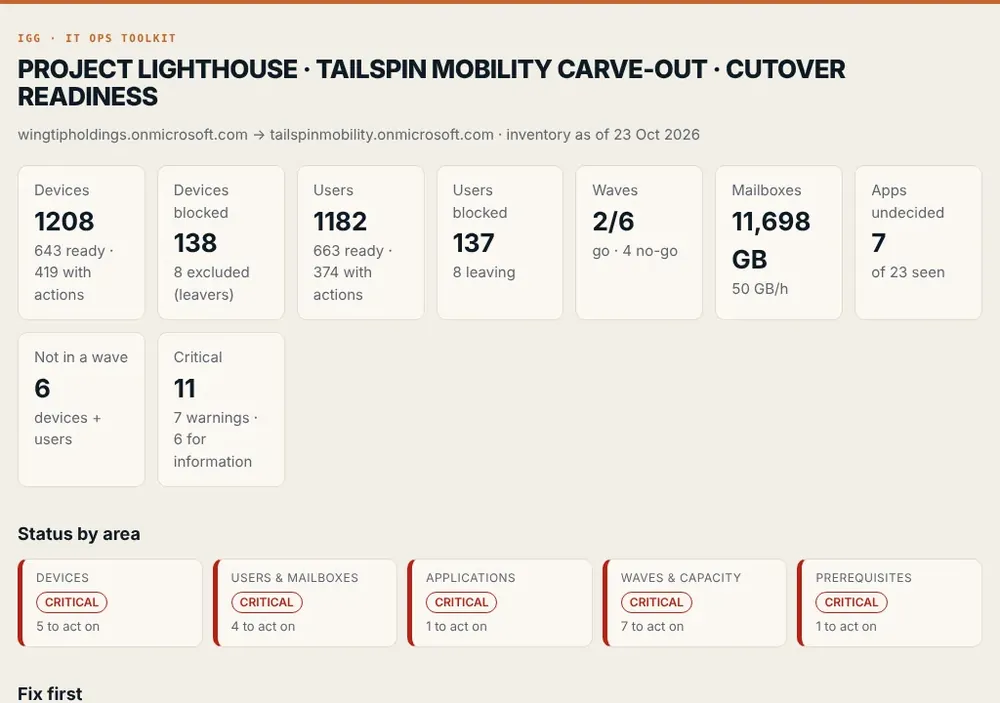 IGG · IT OPS TOOLKIT
PROJECT LIGHTHOUSE · TAILSPIN MOBILITY CARVE-OUT · CUTOVER
READINESS
wingtipholdings.onmicrosoft.com → tailspinmobility.onmicrosoft.com · inventory as of 23 Oct 2026
Devices
1208
643 ready ·
419 with
actions
Devices
blocked
138
8 excluded
(leavers)
Users
1182
663 ready ·
374 with
actions
Users
blocked
137
8 leaving
Waves
2/6
go · 4 no-go
Mailboxes
11,698
GB
50 GB/h
Apps
undecided
7
of 23 seen
Not in a wave
6
devices +
users
Critical
11
7 warnings ·
6 for
information
Status by area
DEVICES
CRITICAL
5 to act on
USERS & MAILBOXES
CRITICAL
4 to act on
APPLICATIONS
CRITICAL
1 to act on
WAVES & CAPACITY
CRITICAL
7 to act on
PREREQUISITES
CRITICAL
1 to act on
Fix first